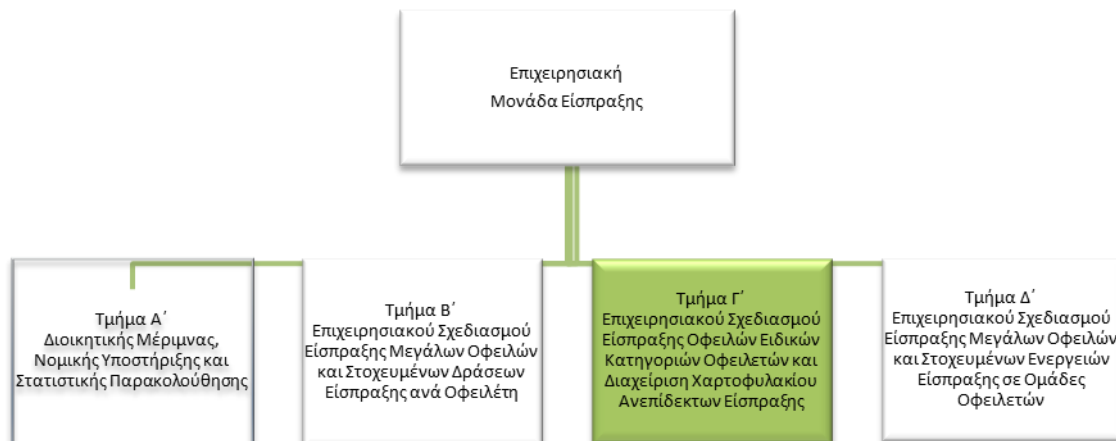 Επιχειρησιακή
Μονάδα Είσπραξης
Τμήμα Α΄
Διοικητικής Μέριμνας,
Νομικής Υποστήριξης και
Στατιστικής Παρακολούθησης
Τμήμα Β΄
Επιχειρησιακού Σχεδιασμού
Είσπραξης Μεγάλων Οφειλών
και Στοχευμένων Δράσεων
Είσπραξης ανά Οφειλέτη
Τμήμα Γ΄
Επιχειρησιακού Σχεδιασμού
Είσπραξης Οφειλών Ειδικών
Κατηγοριών Οφειλετών και
Διαχείριση Χαρτοφυλακίου
Ανεπίδεκτων Είσπραξης
Τμήμα Δ΄
Επιχειρησιακού Σχεδιασμού
Είσπραξης Μεγάλων Οφειλών
και Στοχευμένων Ενεργειών
Είσπραξης σε Ομάδες
Οφειλετών